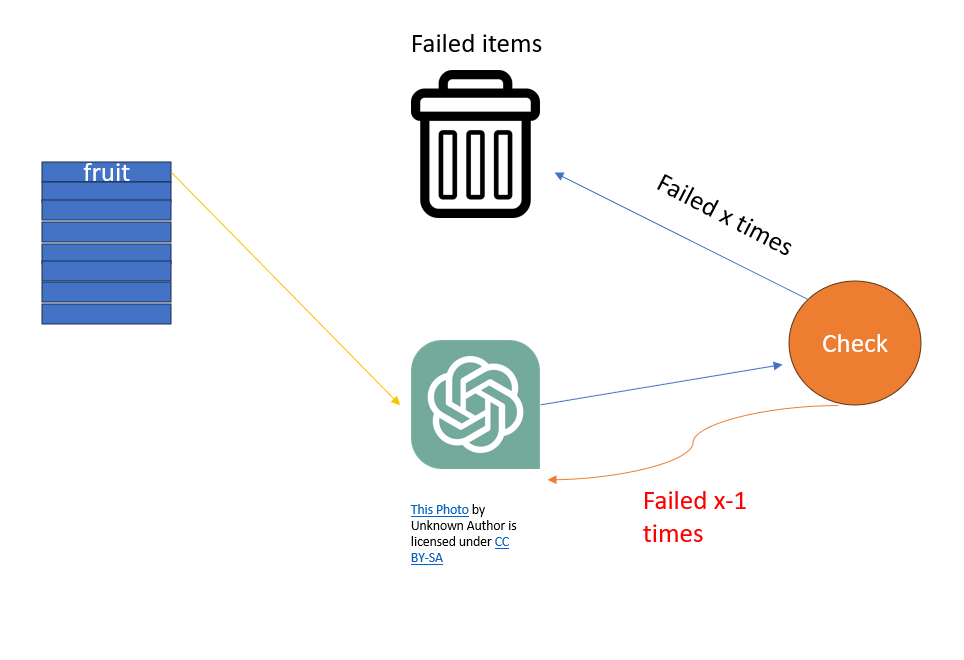 Failed items
fruit
Failed x times
Check
Failed x-1
times
This Photo by
Unknown Author is
licensed under CC
BY-SA